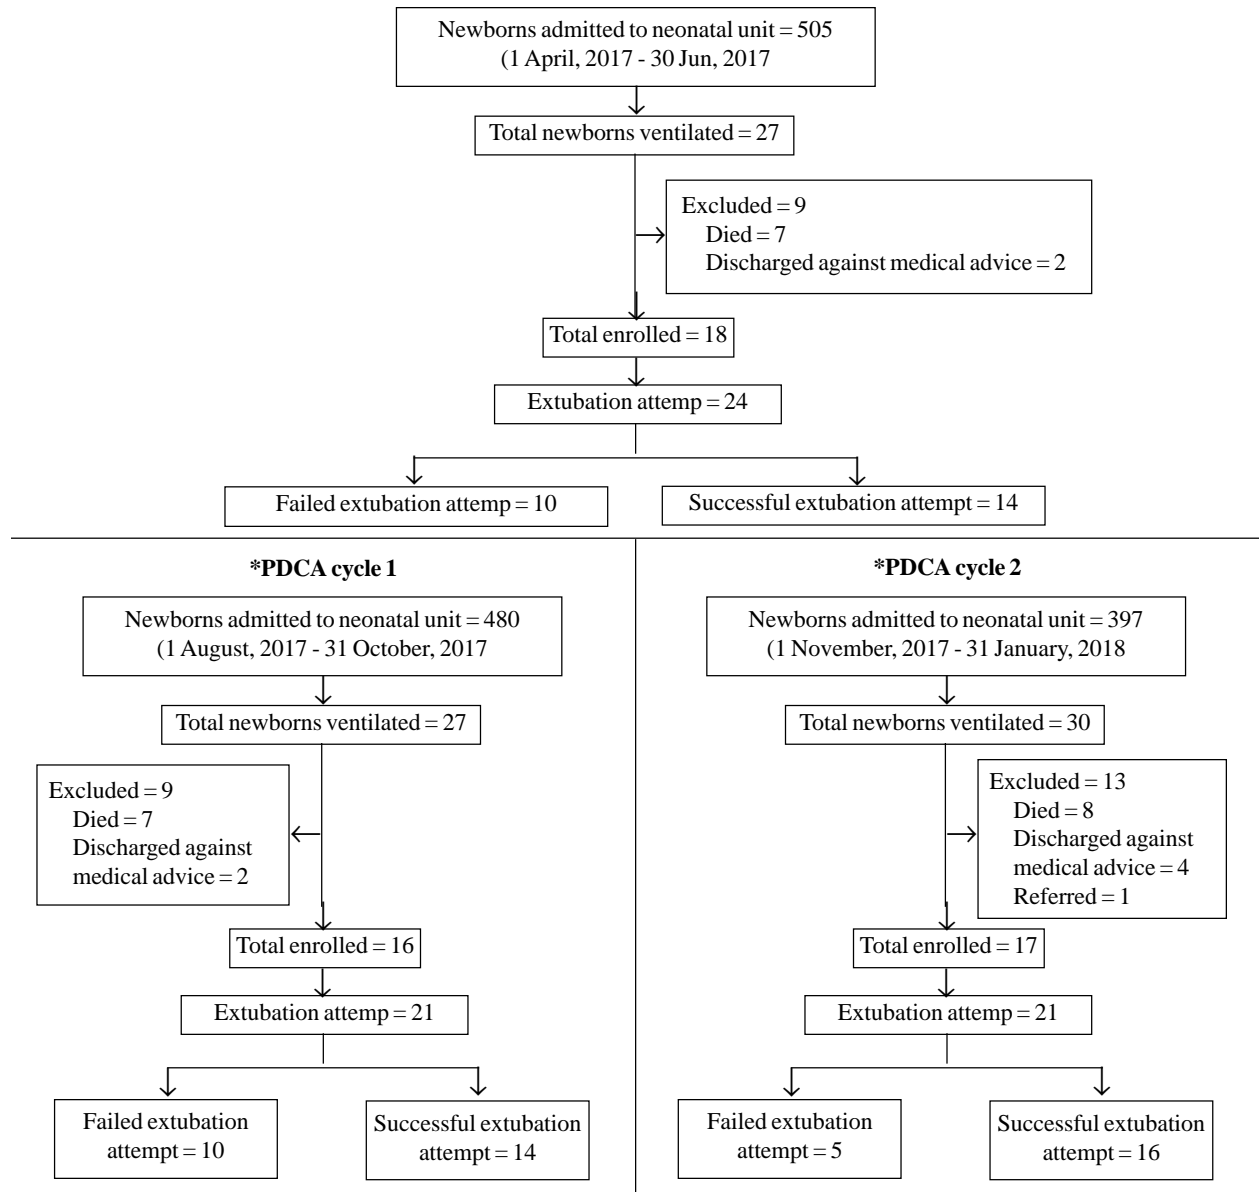 Newborns admitted to neonatal unit = 505
(1 April, 2017 - 30 Jun, 2017
Total newborns ventilated = 27
Excluded = 9
Died = 7
Discharged against medical advice = 2
Total enrolled = 18
Extubation attemp = 24
Failed extubation attemp = 10
Successful extubation attempt = 14
*PDCA cycle 1
Newborns admitted to neonatal unit = 480
(1 August, 2017 - 31 October, 2017
Total newborns ventilated = 27
Excluded = 9
Died = 7
Discharged against
medical advice = 2
Total enrolled = 16
Extubation attemp = 21
Failed extubation
attempt = 10
Successful extubation
attempt = 14
*PDCA cycle 2
Newborns admitted to neonatal unit = 397
(1 November, 2017 - 31 January, 2018
Total newborns ventilated = 30
Excluded = 13
Died = 8
Discharged against
medical advice = 4
Referred = 1
Total enrolled = 17
Extubation attemp = 21
Failed extubation
attempt = 5
Successful extubation
attempt = 16